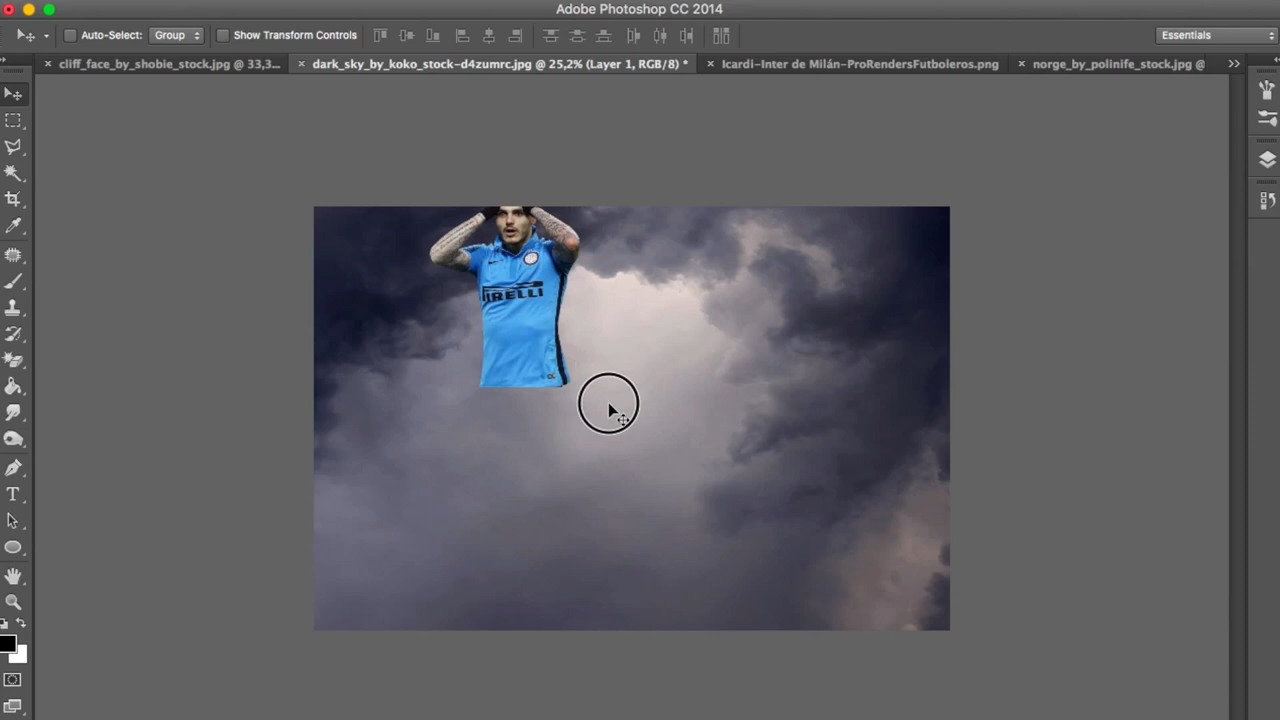 Adobe Photoshop CC 2014
Auto-Select: Group Show Transform Controls Essentials
cliff_face_by_shobie_stock.jpg @ 33,3... dark_sky_by_koko_stock-d4zumrc.jpg @ 25,2% (Layer 1, RGB/8) * Icardi-Inter de Milán-ProRendersFutboleros.png norge_by_polinife_stock.jpg @
PIRELLI